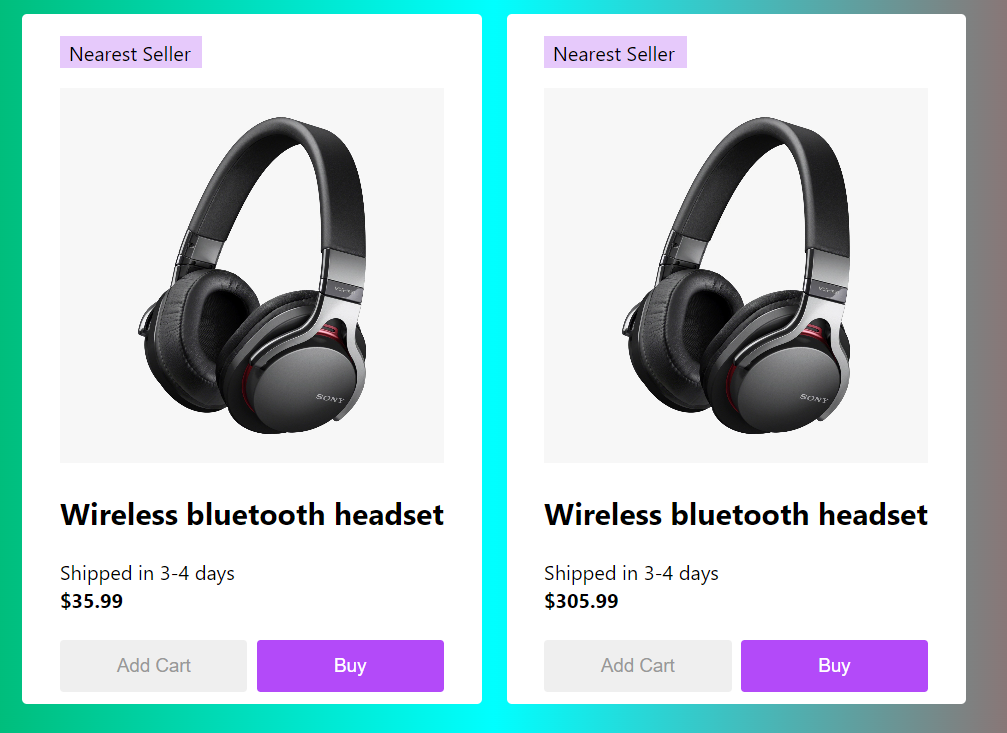 Nearest Seller
SONY
Wireless bluetooth headset
Shipped in 3-4 days
$35.99
Add Cart
Buy
Nearest Seller
SONY
Wireless bluetooth headset
Shipped in 3-4 days
$305.99
Add Cart
Buy